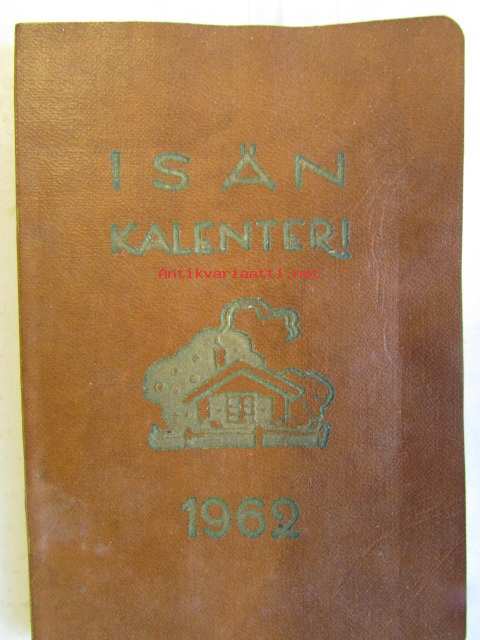 ISÄN
KALENTERI
Antikvariaatti.net
1962